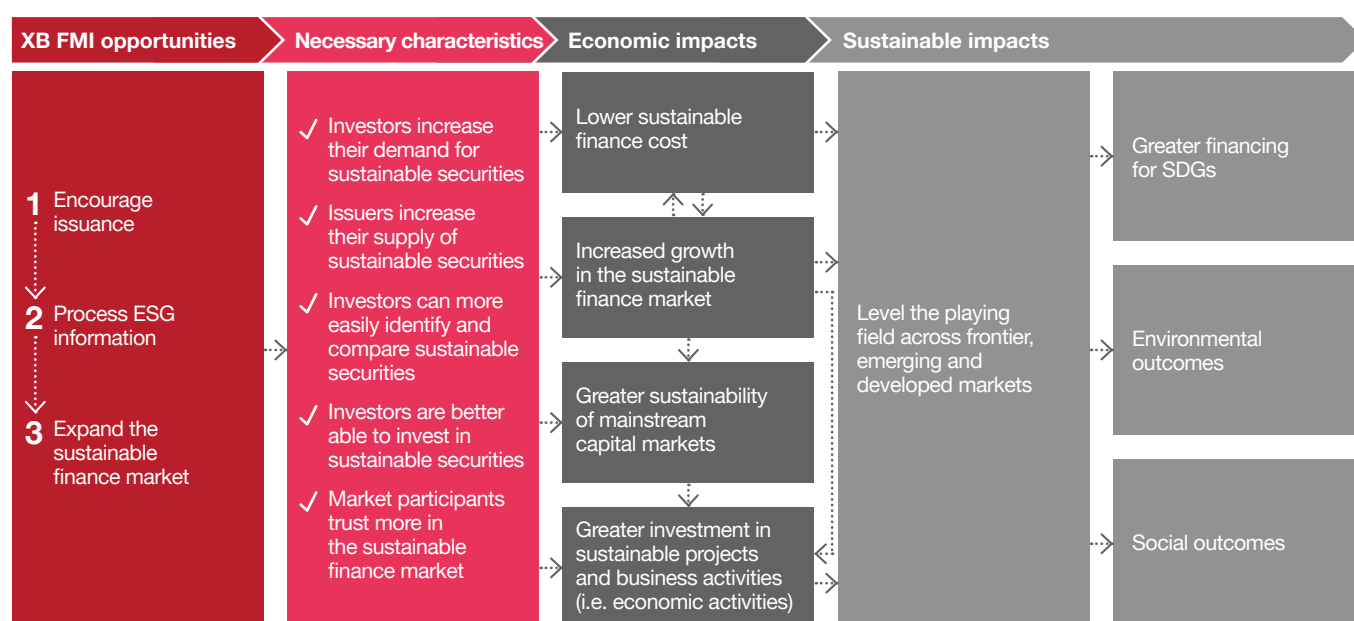 XB FMI opportunities
Necessary characteristics
Economic impacts
Sustainable impacts
1 Encourage
issuance
2 Process ESG
information
3 Expand the
sustainable
finance market
✓ Investors increase
their demand for
sustainable securities
✓ Issuers increase
their supply of
sustainable securities
✓ Investors can more
easily identify and
compare sustainable
securities
✓ Investors are better
able to invest in
sustainable securities
✓ Market participants
trust more in
the sustainable
finance market
Lower sustainable
finance cost
Increased growth
in the sustainable
finance market
Greater sustainability
of mainstream
capital markets
Greater investment in
sustainable projects
and business activities
(i.e. economic activities)
Level the playing
field across frontier,
emerging and
developed markets
Greater financing
for SDGs
Environmental
outcomes
Social outcomes